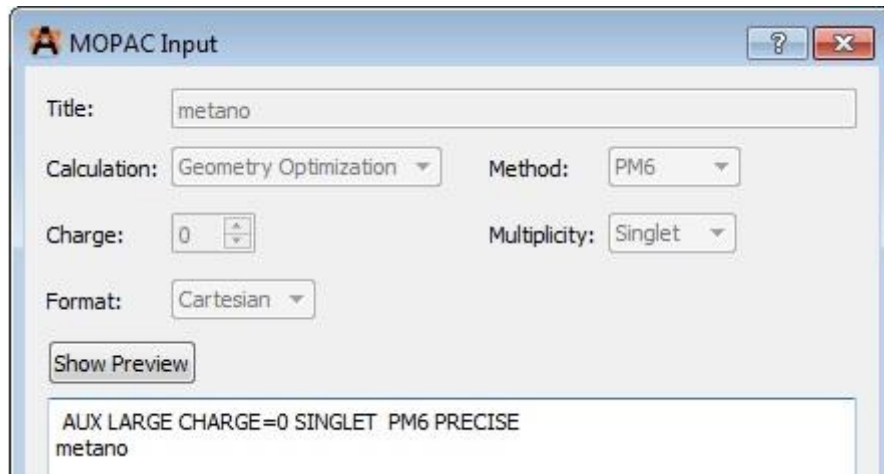 MOPAC Input
Title: metano
Calculation: Geometry Optimization Method: PM6
Charge: 0 Multiplicity: Singlet
Format: Cartesian
Show Preview
AUX LARGE CHARGE=0 SINGLET  PM6 PRECISE
metano